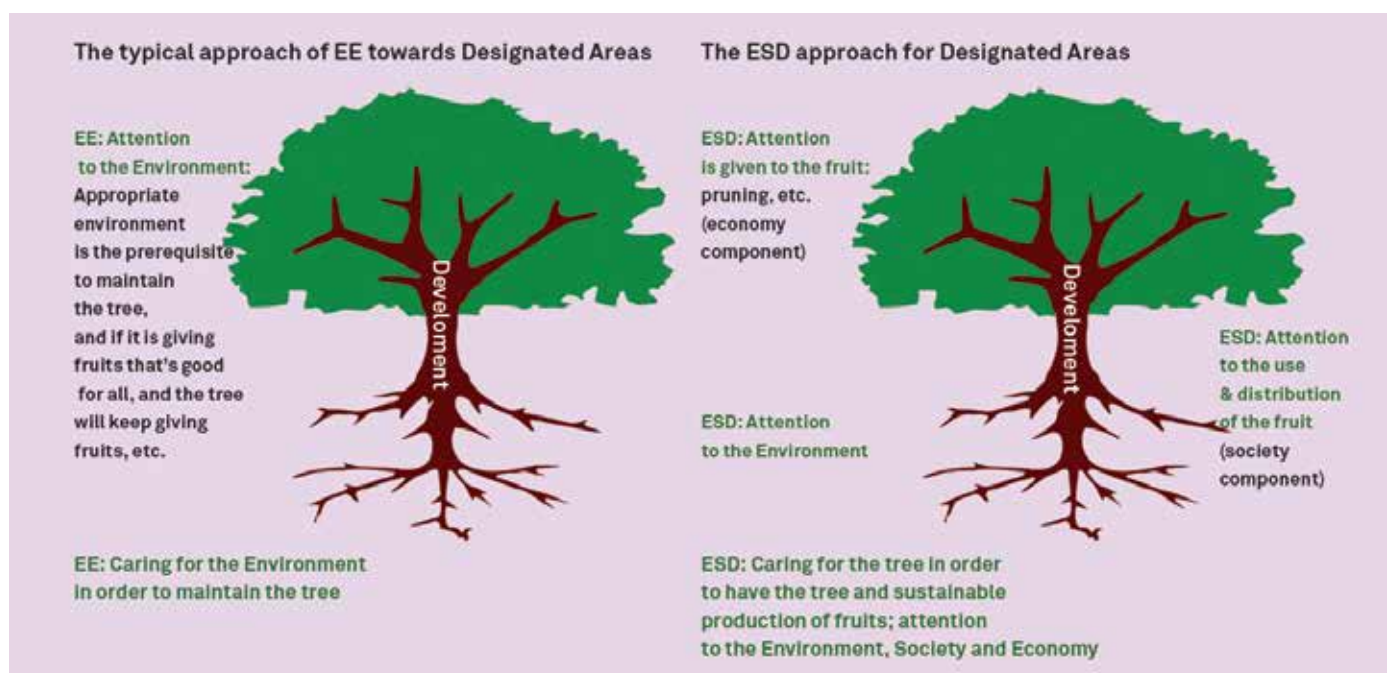 The typical approach of EE towards Designated Areas
EE: Attention
to the Environment:
Appropriate
environment
is the prerequisite
to maintain
the tree,
and if it is giving
fruits that's good
for all, and the tree
will keep giving
fruits, etc.
Develoment
EE: Caring for the Environment
in order to maintain the tree
The ESD approach for Designated Areas
ESD: Attention
is given to the fruit:
pruning, etc.
(economy
component)
Develoment
ESD: Attention
to the use
& distribution
of the fruit
(society
component)
ESD: Attention
to the Environment
ESD: Caring for the tree in order
to have the tree and sustainable
production of fruits; attention
to the Environment, Society and Economy